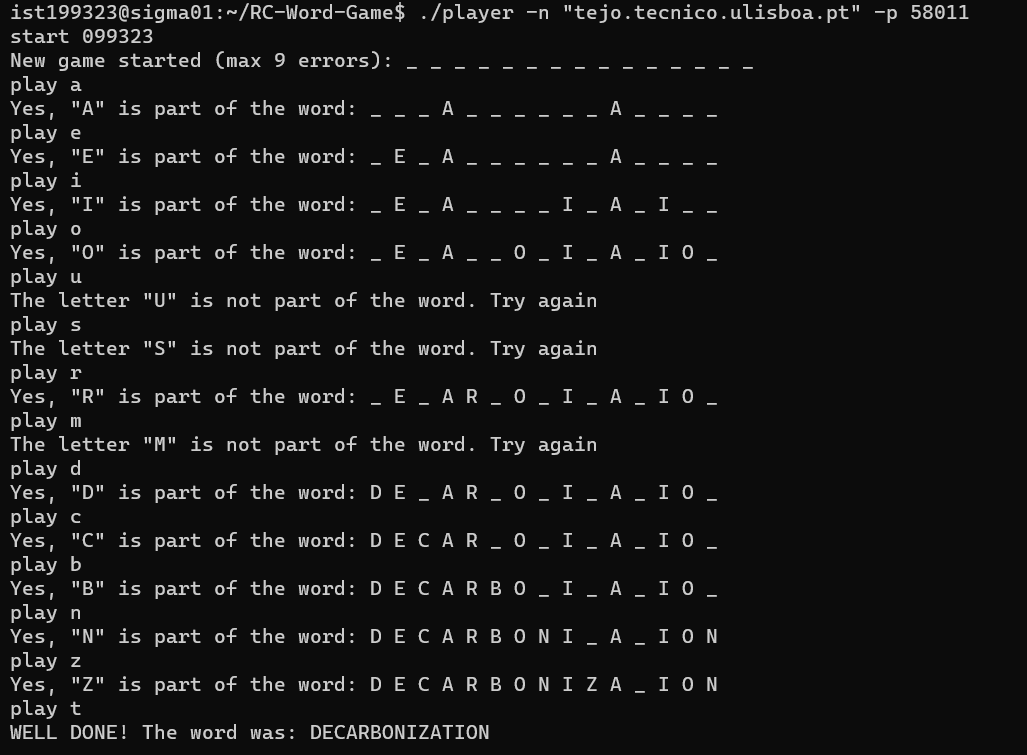 ist199323@sigma01:~/RC-Word-Game$ ./player -n "tejo.tecnico.ulisboa.pt" -p 58011
start 099323
New game started (max 9 errors): _ _ _ _ _ _ _ _ _ _ _ _ _ _ _
play a
Yes, "A" is part of the word: _ _ _ A _ _ _ _ _ _ A _ _ _ _
play e
Yes, "E" is part of the word: _ E _ A _ _ _ _ _ _ A _ _ _ _
play i
Yes, "I" is part of the word: _ E _ A _ _ _ _ I _ A _ I _ _
play o
Yes, "O" is part of the word: _ E _ A _ _ O _ I _ A _ I O _
play u
The letter "U" is not part of the word. Try again
play s
The letter "S" is not part of the word. Try again
play r
Yes, "R" is part of the word: _ E _ A R _ O _ I _ A _ I O _
play m
The letter "M" is not part of the word. Try again
play d
Yes, "D" is part of the word: D E _ A R _ O _ I _ A _ I O _
play c
Yes, "C" is part of the word: D E C A R _ O _ I _ A _ I O _
play b
Yes, "B" is part of the word: D E C A R B O _ I _ A _ I O _
play n
Yes, "N" is part of the word: D E C A R B O N I _ A _ I O N
play z
Yes, "Z" is part of the word: D E C A R B O N I Z A _ I O N
play t
WELL DONE! The word was: DECARBONIZATION